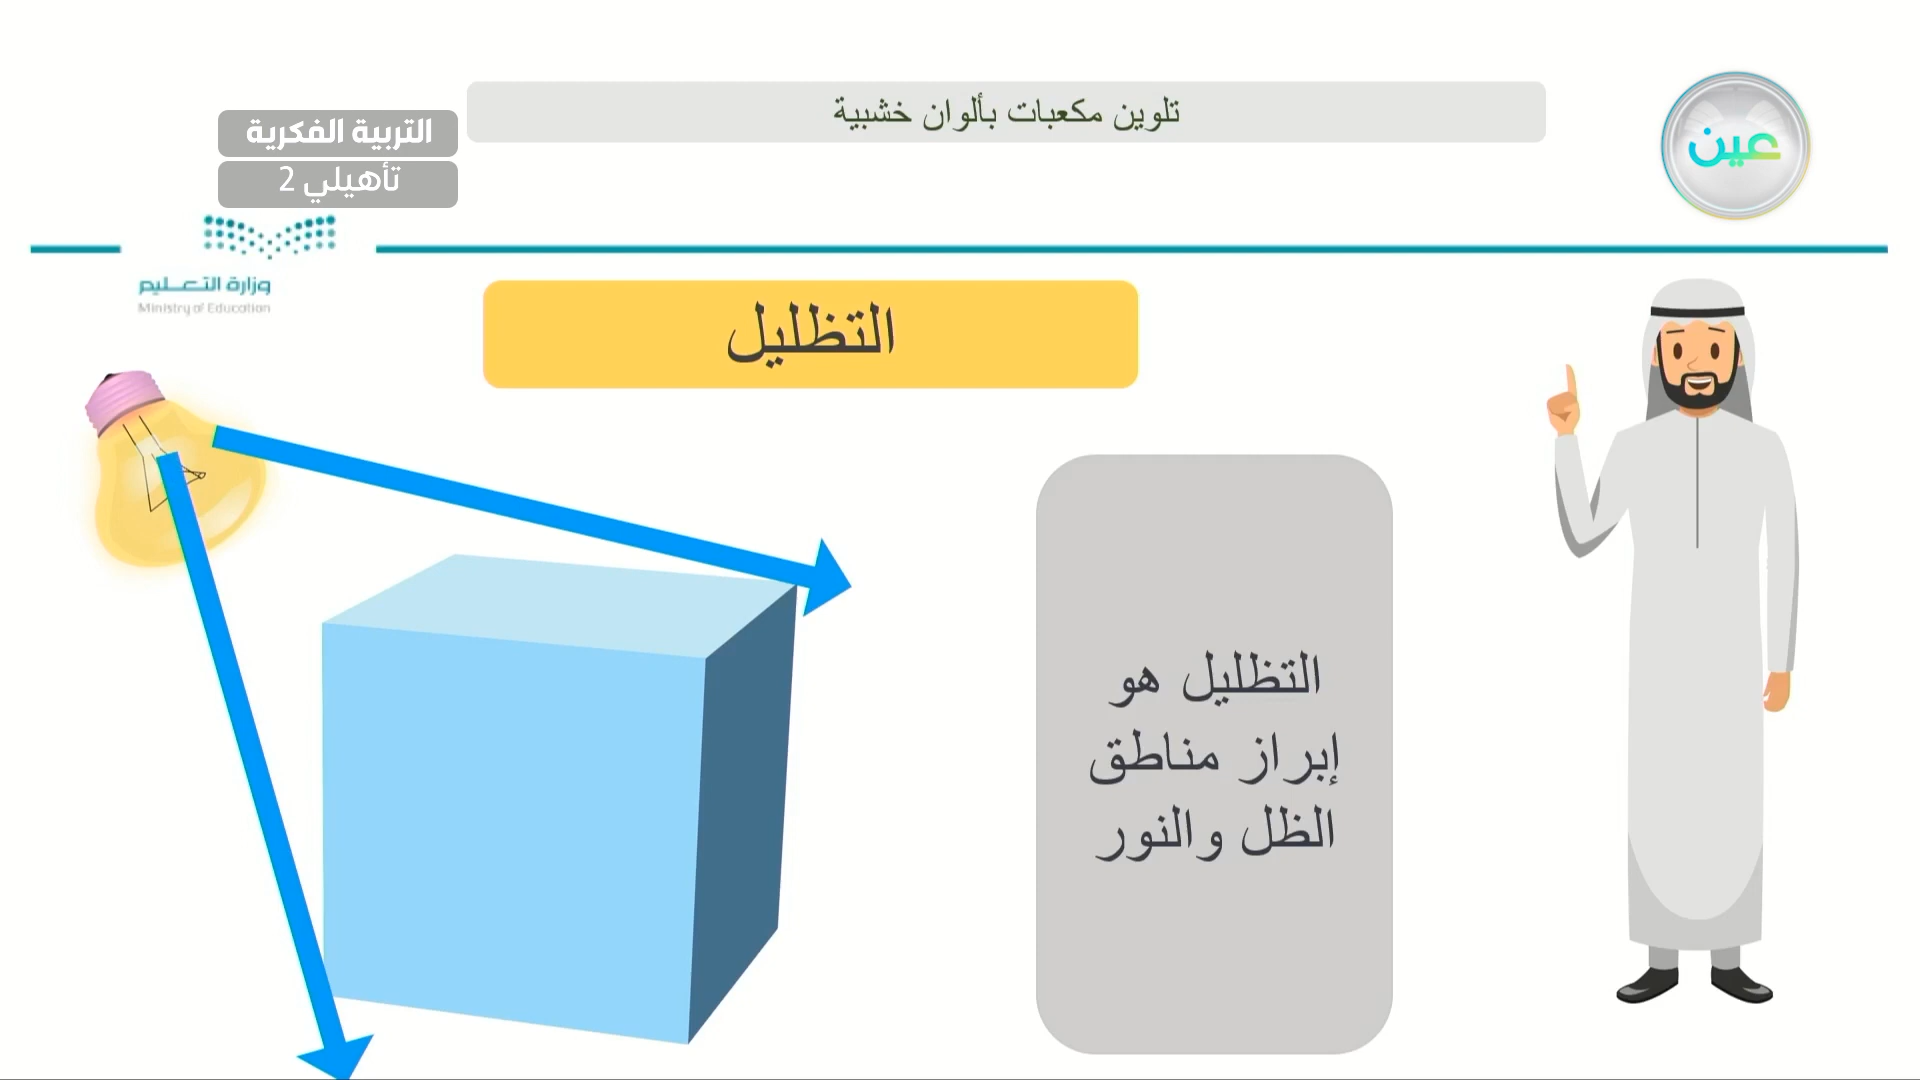 تلوين مكعبات بألوان خشبية
عين
التربية الفكرية
تأهيلي 2
وزارة التعليم
Ministry of Education
التظليل
التظليل هو
إبراز مناطق
الظل والنور